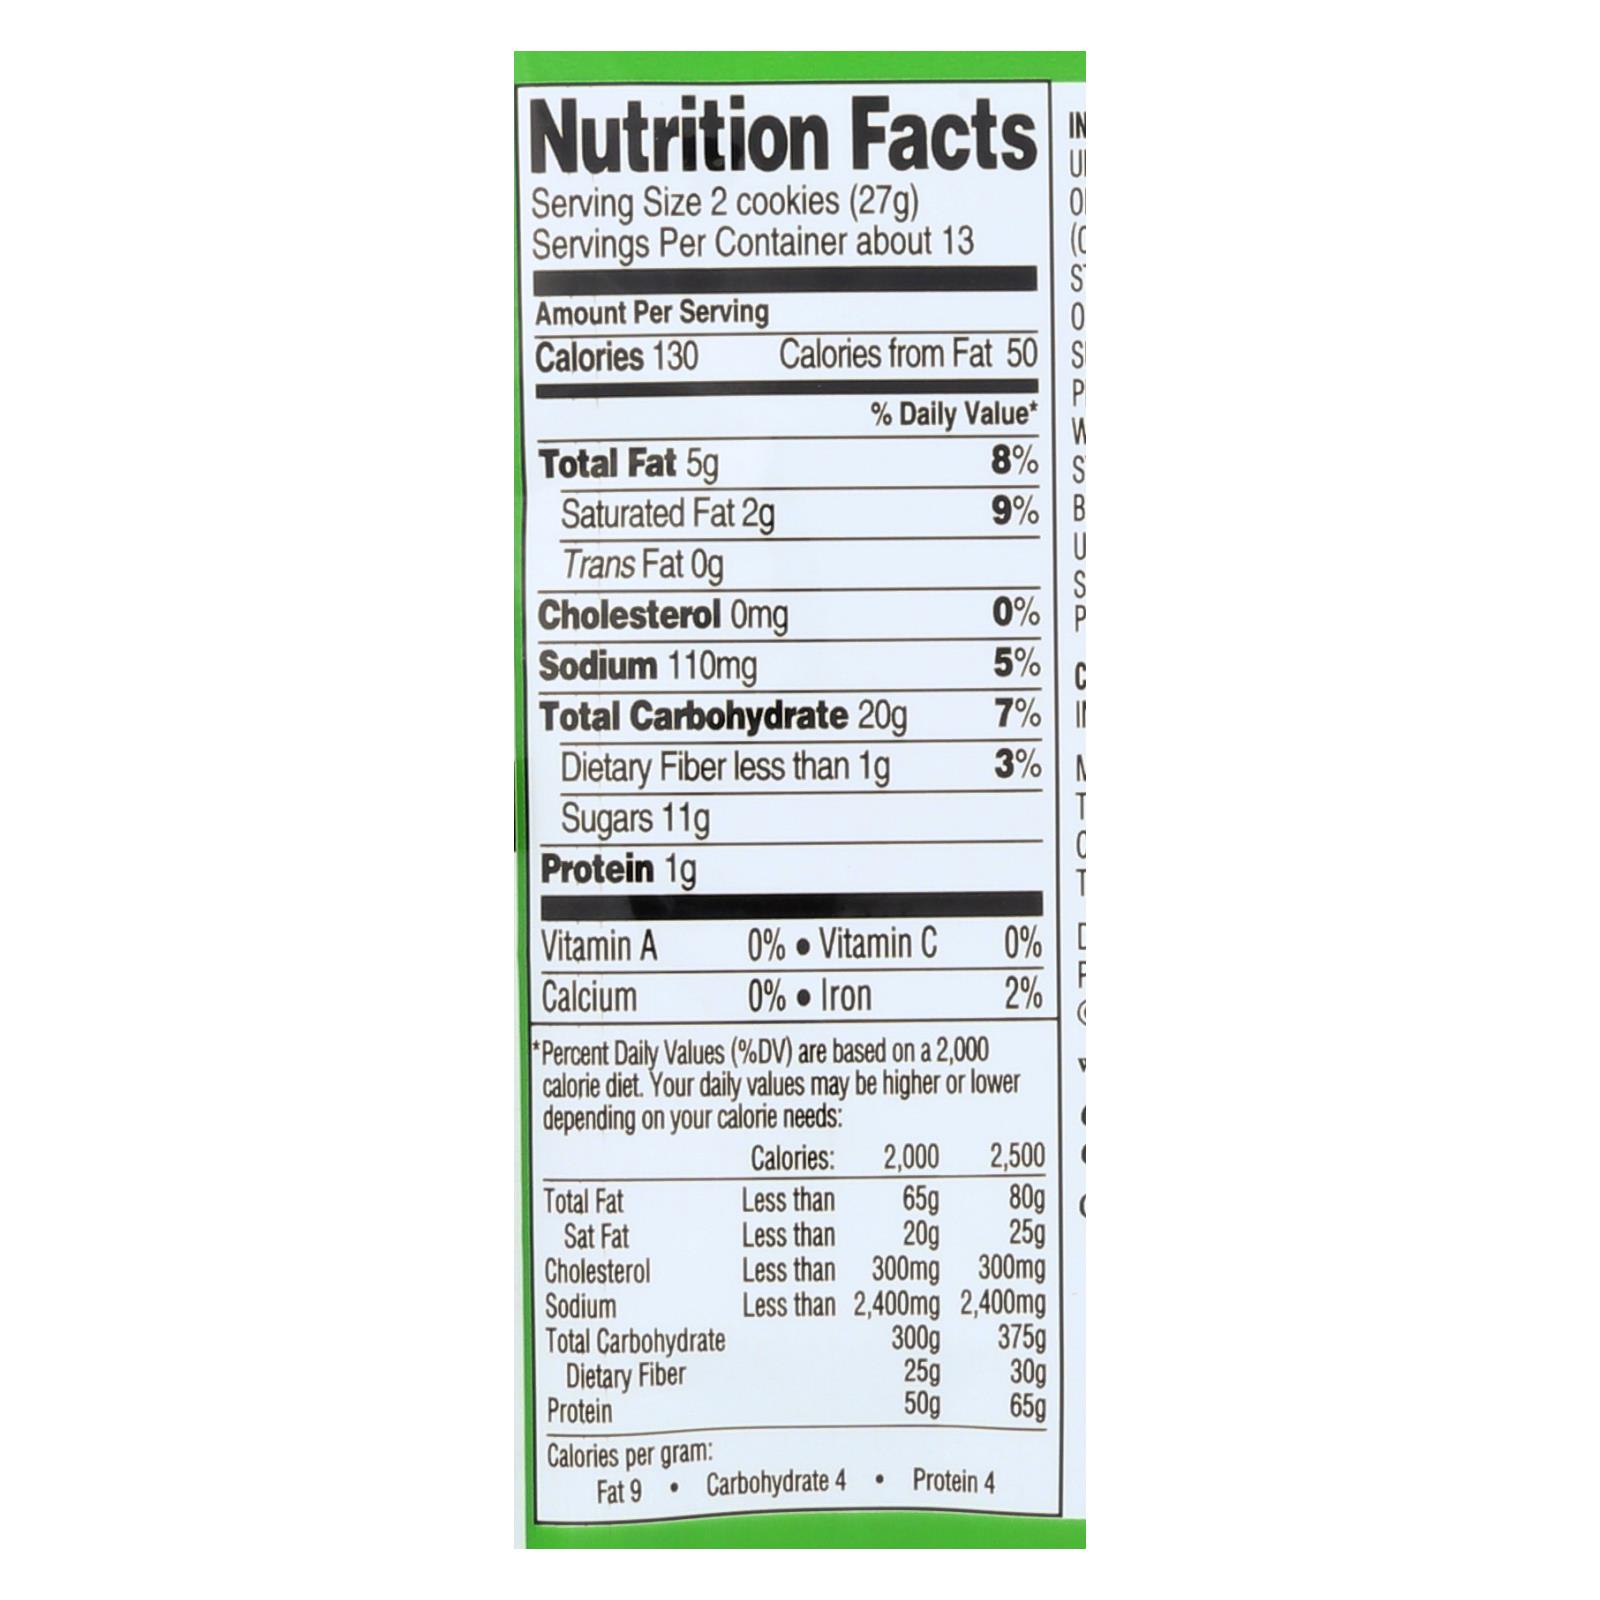 Nutrition Facts
Serving Size 2 cookies (27g)
Servings Per Container about 13
Amount Per Serving
Calories 130 Calories from Fat 50
% Daily Value*
Total Fat 5g 8%
Saturated Fat 2g 9%
Trans Fat 0g
Cholesterol 0mg 0%
Sodium 110mg 5%
Total Carbohydrate 20g 7%
Dietary Fiber less than 1g 3%
Sugars 11g
Protein 1g
Vitamin A 0% • Vitamin C 0%
Calcium 0% • Iron 2%
*Percent Daily Values (%DV) are based on a 2,000
calorie diet. Your daily values may be higher or lower
depending on your calorie needs:
Calories: 2,000 2,500
Total Fat Less than 65g 80g
Sat Fat Less than 20g 25g
Cholesterol Less than 300mg 300mg
Sodium Less than 2,400mg 2,400mg
Total Carbohydrate 300g 375g
Dietary Fiber 25g 30g
Protein 50g 65g
Calories per gram:
Fat 9 • Carbohydrate 4 • Protein 4